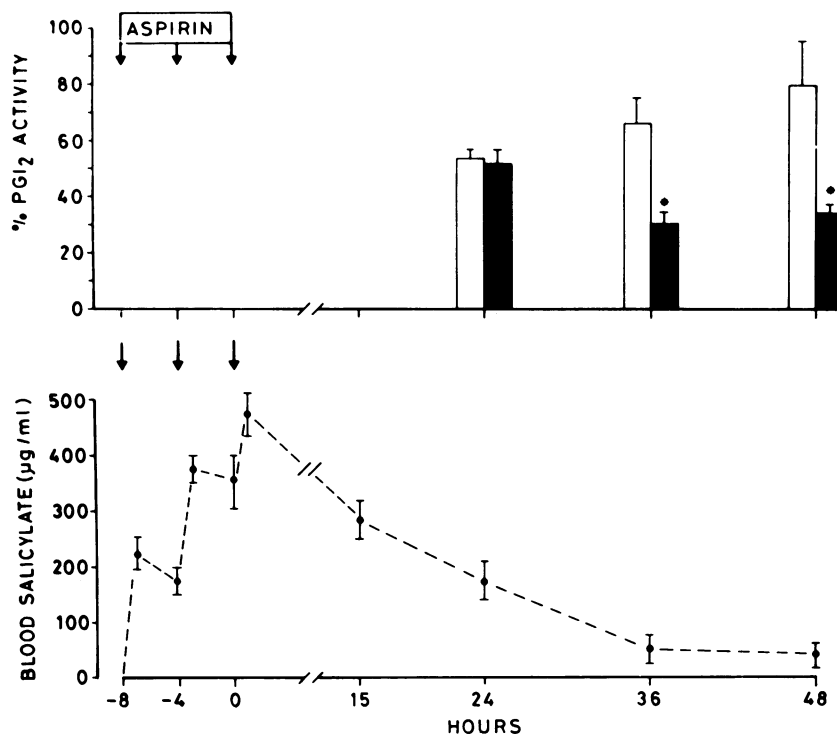 ASPIRIN
% PGI₂ ACTIVITY
100
80
60
40
20
0
BLOOD SALICYLATE (µg/ml)
500
400
300
200
100
0
-8 -4 0 15 24 36 48
HOURS